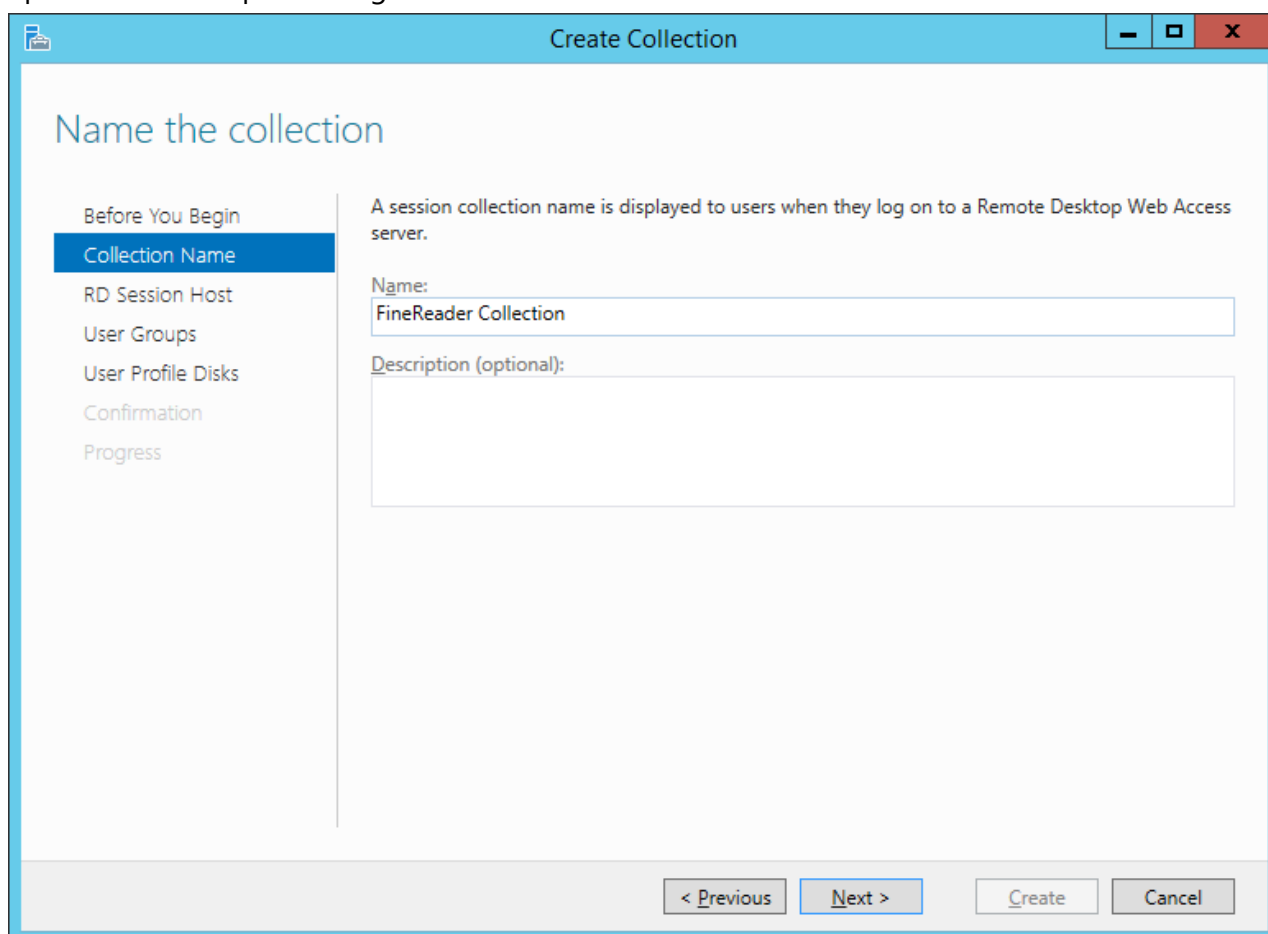 Create Collection
Name the collection
Before You Begin
Collection Name
RD Session Host
User Groups
User Profile Disks
Confirmation
Progress
A session collection name is displayed to users when they log on to a Remote Desktop Web Access
server.
Name:
FineReader Collection
Description (optional):
< Previous
Next >
Create
Cancel